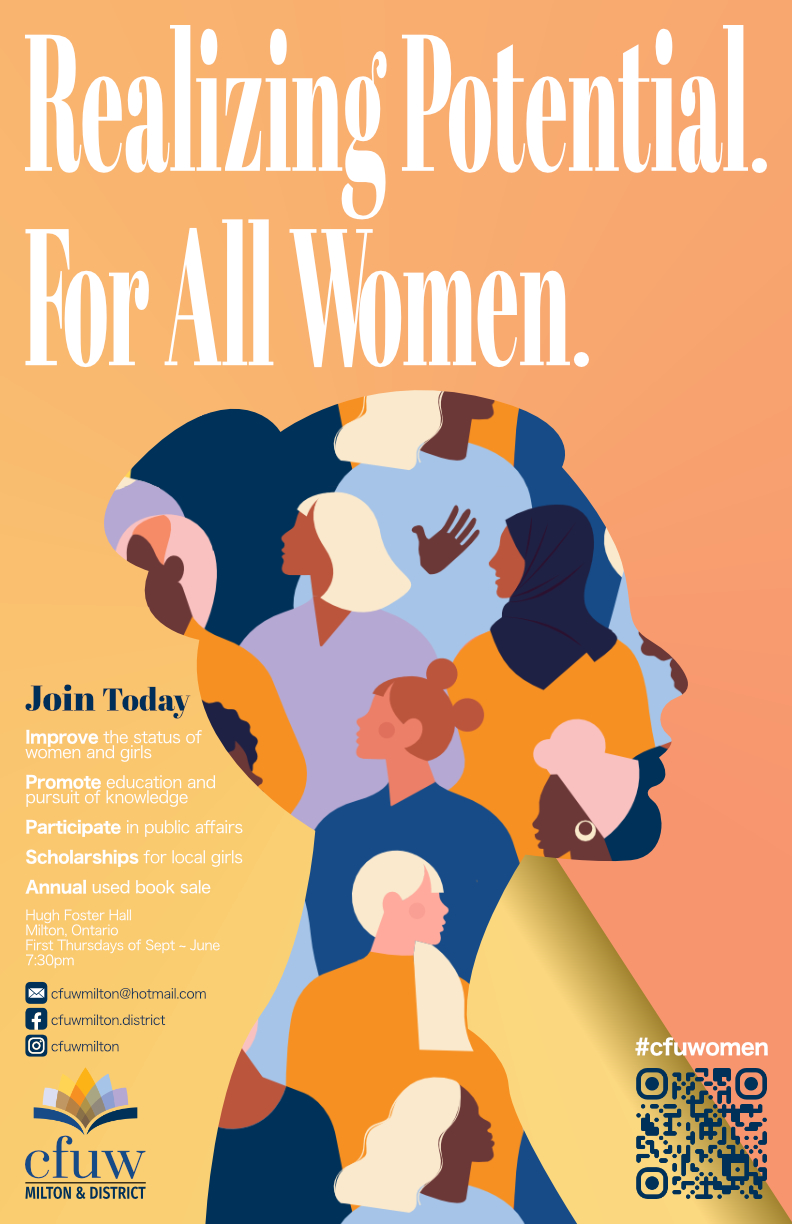 Realizing Potential.
For All Women.
Join Today
Improve the status of
women and girls
Promote education and
pursuit of knowledge
Participate in public affairs
Scholarships for local girls
Annual used book sale
Hugh Foster Hall
Milton, Ontario
First Thursdays of Sept – June
7:30pm
cfuwmilton@hotmail.com
cfuwmilton.district
cfuwmilton
#cfuwomen
cfuw
MILTON & DISTRICT